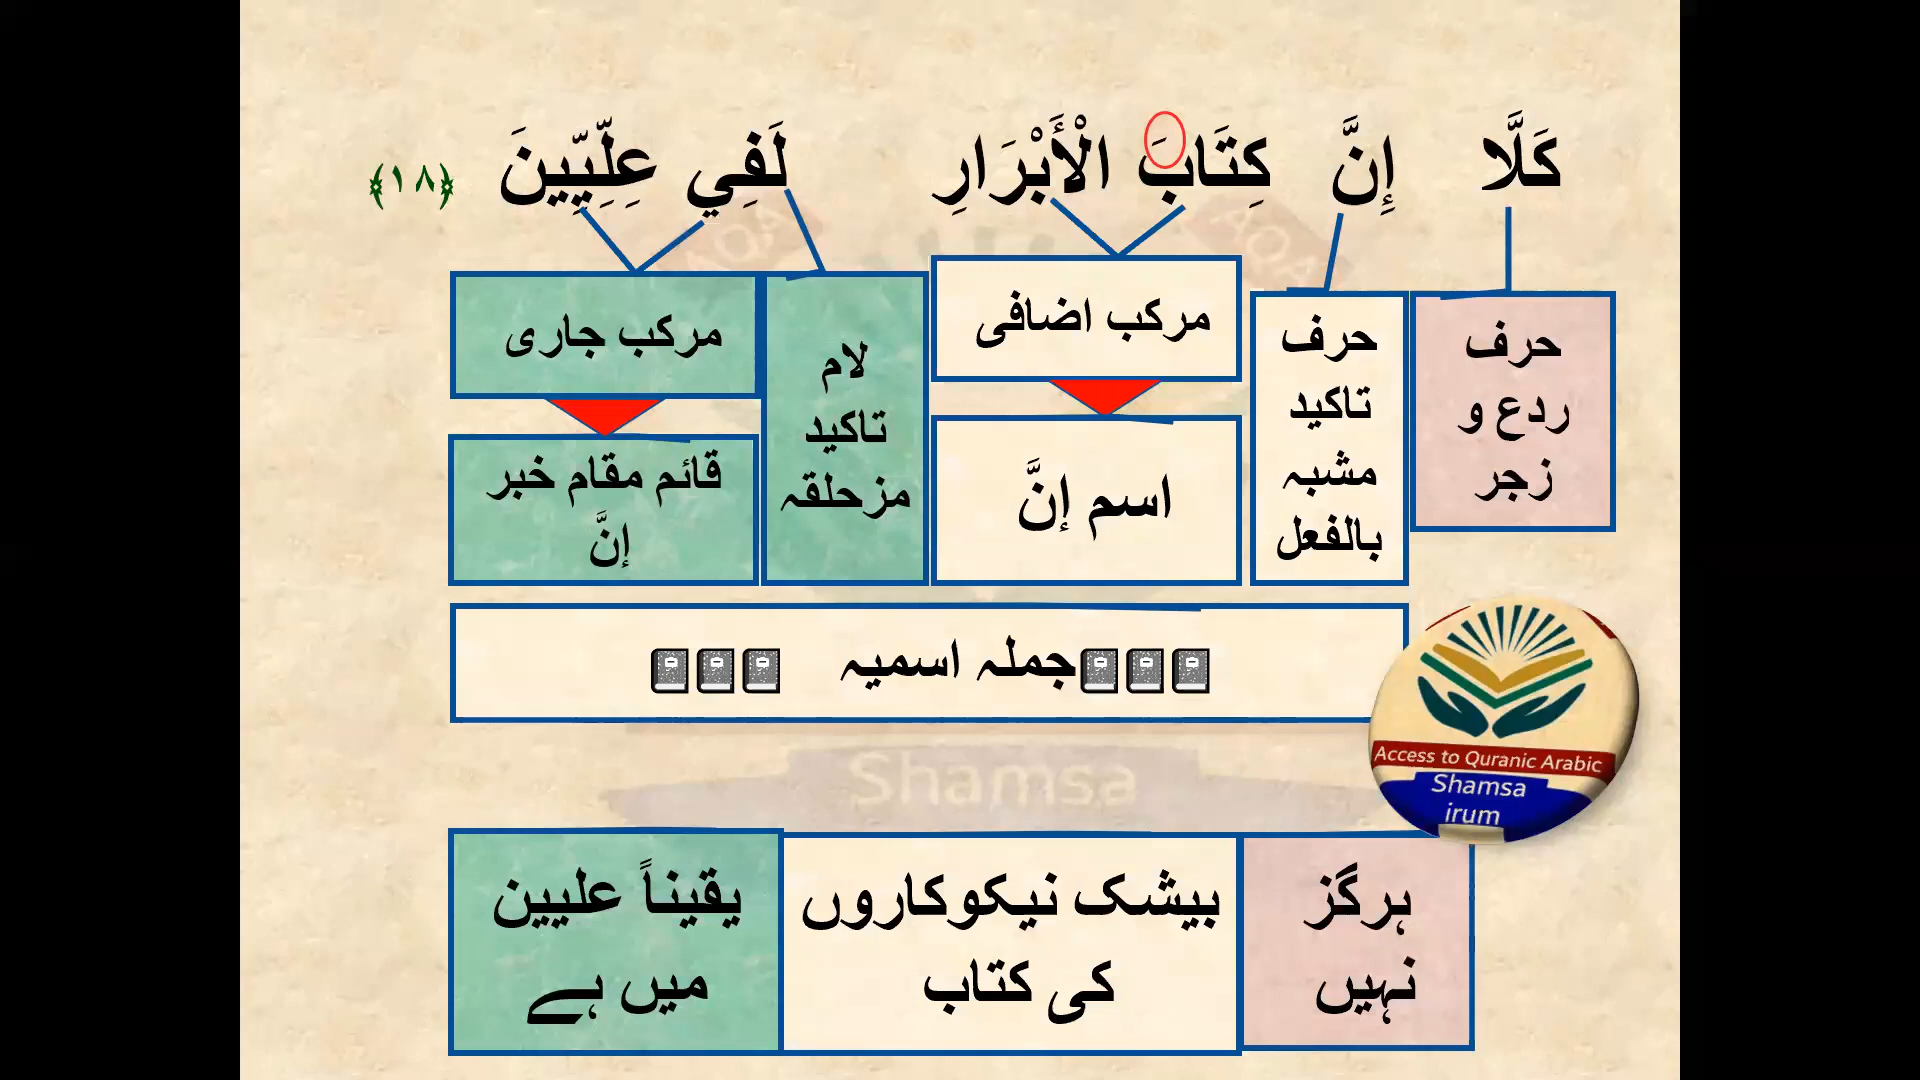 كَلَّا إِنَّ كِتَابَ الْأَبْرَارِ لَفِي عِلِّيِّينَ ﴿١٨﴾
حرف
ردع و
زجر
حرف
تاکید
مشبہ
بالفعل
مرکب اضافی
اسم إنَّ
لام
تاکید
مزحلقہ
مرکب جاری
قائم مقام خبر
إنَّ
جملہ اسمیہ
Access to Quranic Arabic
Shamsa
irum
Shamsa
AQA
AQA
ہرگز
نہیں
بیشک نیکوکاروں
کی کتاب
یقیناً علیین
میں ہے